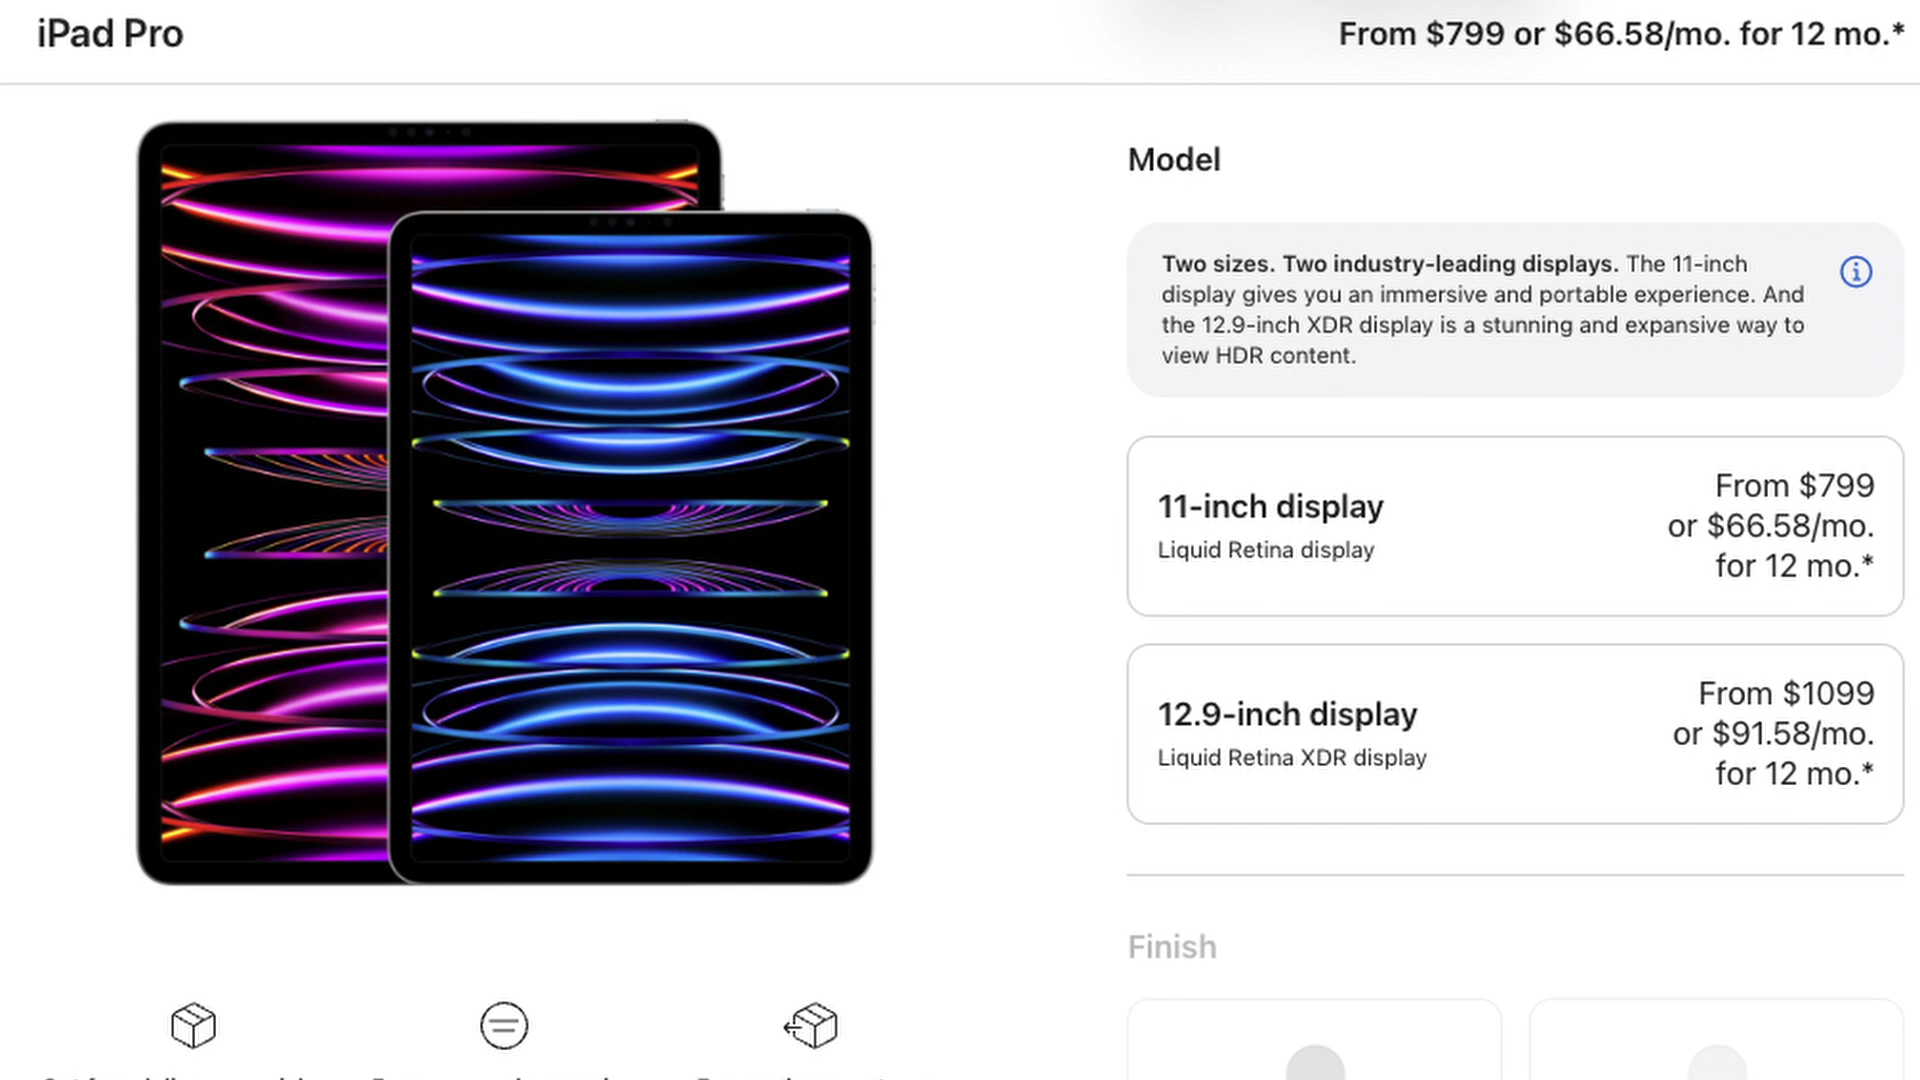 iPad Pro
From $799 or $66.58/mo. for 12 mo.*
Model
Two sizes. Two industry-leading displays. The 11-inch
display gives you an immersive and portable experience. And
the 12.9-inch XDR display is a stunning and expansive way to
view HDR content.
11-inch display
Liquid Retina display
From $799
or $66.58/mo.
for 12 mo.*
12.9-inch display
Liquid Retina XDR display
From $1099
or $91.58/mo.
for 12 mo.*
Finish